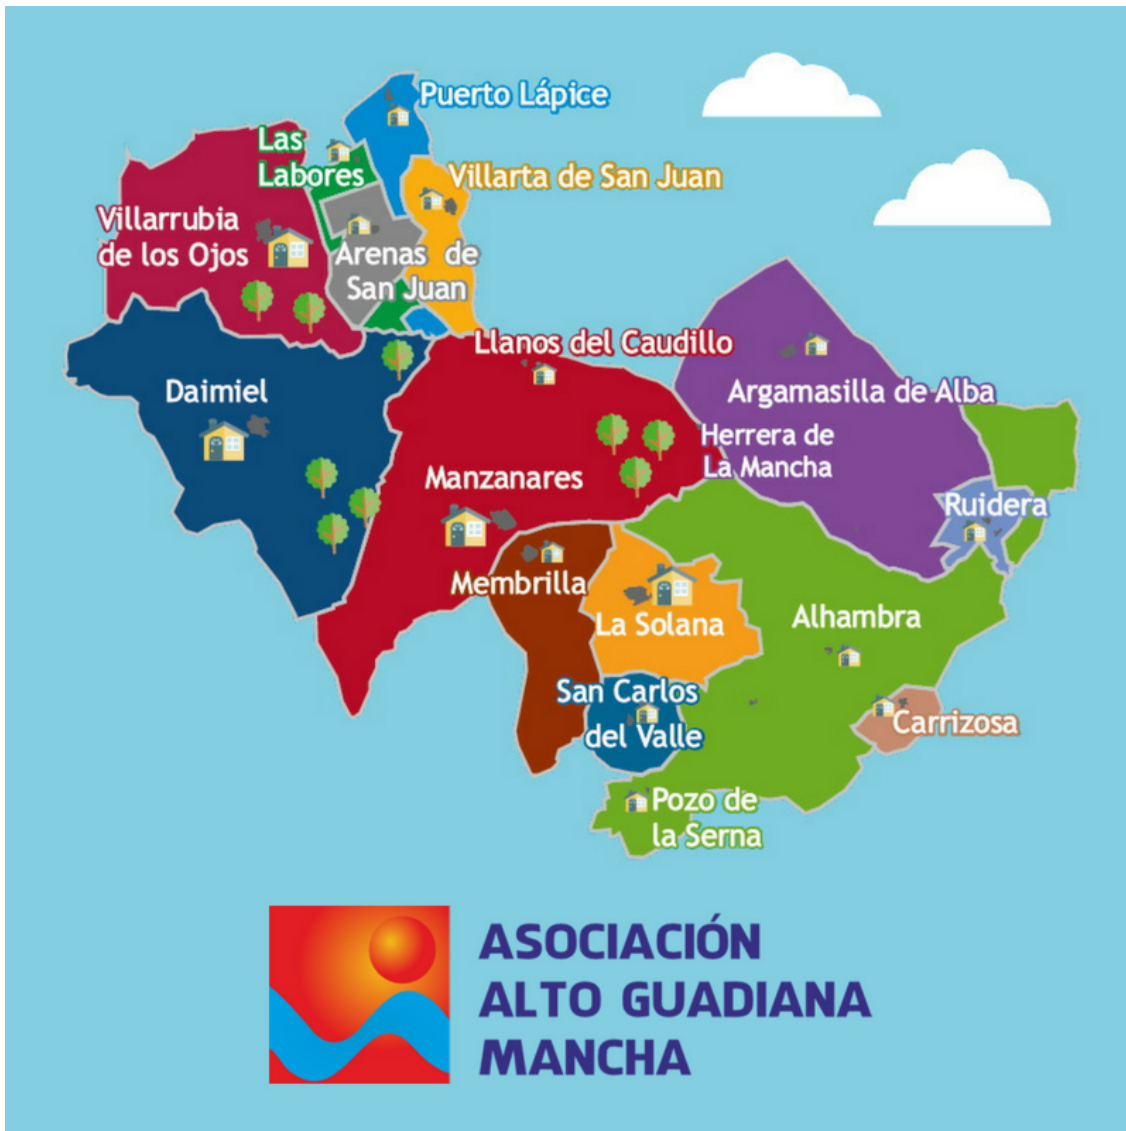 Puerto Lápice
Las
Labores
Villarta de San Juan
Villarrubia
de los Ojos
Arenas de
San Juan
Llanos del Caudillo
Daimiel
Argamasilla de Alba
Herrera de
La Mancha
Manzanares
Ruidera
Membrilla
La Solana
Alhambra
San Carlos
del Valle
Carrizosa
Pozo de
la Serna
ASOCIACIÓN
ALTO GUADIANA
MANCHA